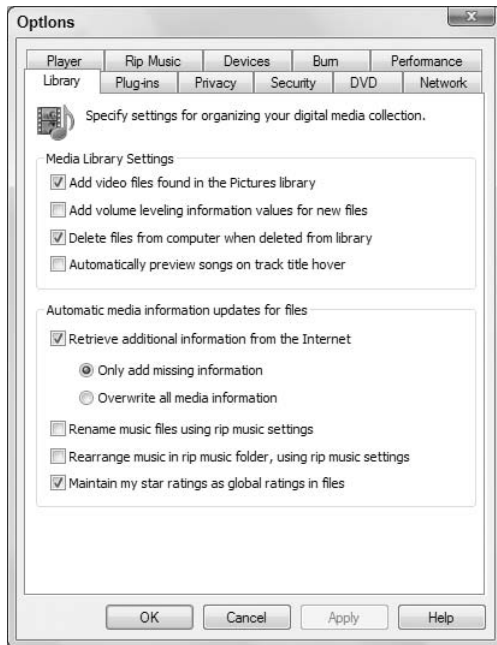 Options
Player Rip Music Devices Burn Performance
Library Plug-ins Privacy Security DVD Network
Specify settings for organizing your digital media collection.
Media Library Settings
Add video files found in the Pictures library
Add volume leveling information values for new files
Delete files from computer when deleted from library
Automatically preview songs on track title hover
Automatic media information updates for files
Retrieve additional information from the Internet
Only add missing information
Overwrite all media information
Rename music files using rip music settings
Rearrange music in rip music folder, using rip music settings
Maintain my star ratings as global ratings in files
OK Cancel Apply Help